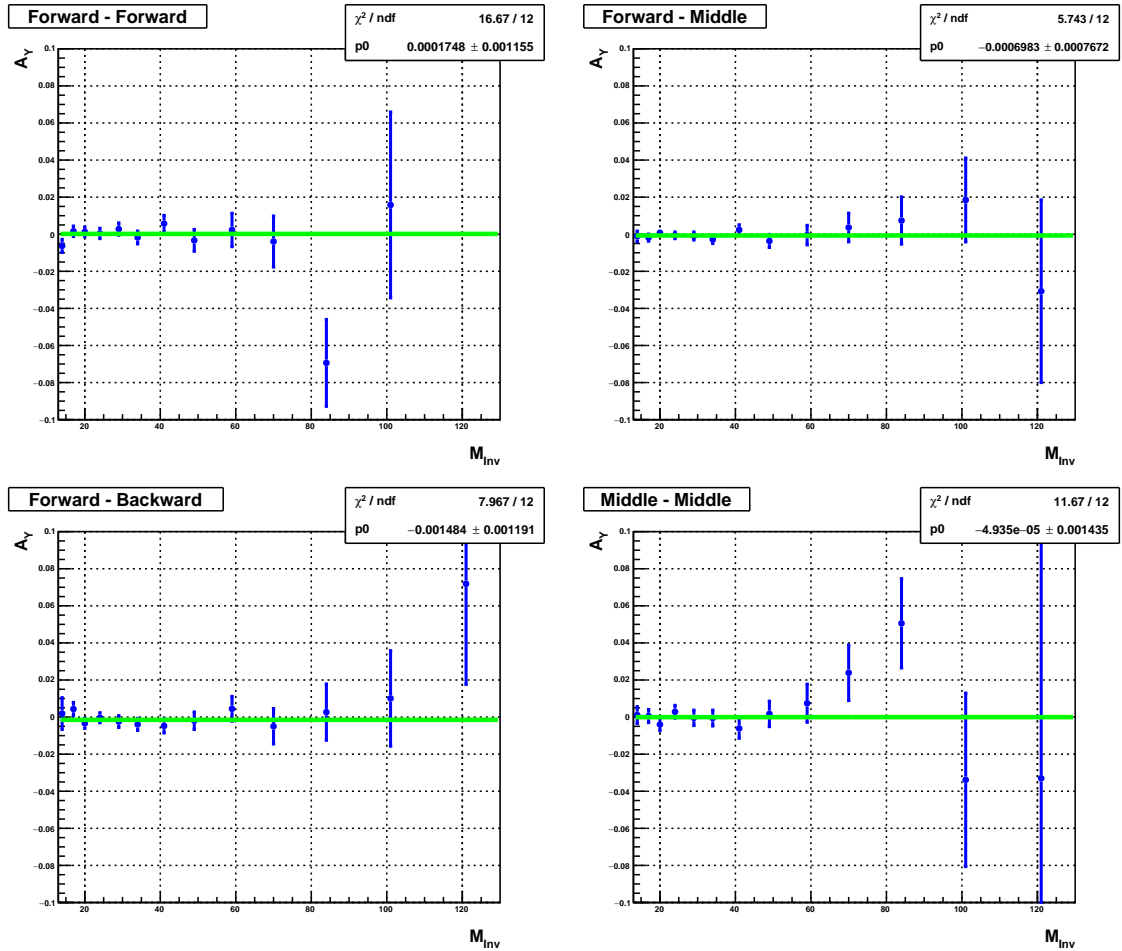 Forward - Forward
χ² / ndf 16.67 / 12
p0 0.0001748 ± 0.001155
A_Y
0.1
0.08
0.06
0.04
0.02
0
−0.02
−0.04
−0.06
−0.08
−0.1
20 40 60 80 100 120
M_Inv
Forward - Middle
χ² / ndf 5.743 / 12
p0 −0.0006983 ± 0.0007672
A_Y
0.1
0.08
0.06
0.04
0.02
0
−0.02
−0.04
−0.06
−0.08
−0.1
20 40 60 80 100 120
M_Inv
Forward - Backward
χ² / ndf 7.967 / 12
p0 −0.001484 ± 0.001191
A_Y
0.1
0.08
0.06
0.04
0.02
0
−0.02
−0.04
−0.06
−0.08
−0.1
20 40 60 80 100 120
M_Inv
Middle - Middle
χ² / ndf 11.67 / 12
p0 −4.935e−05 ± 0.001435
A_Y
0.1
0.08
0.06
0.04
0.02
0
−0.02
−0.04
−0.06
−0.08
−0.1
20 40 60 80 100 120
M_Inv